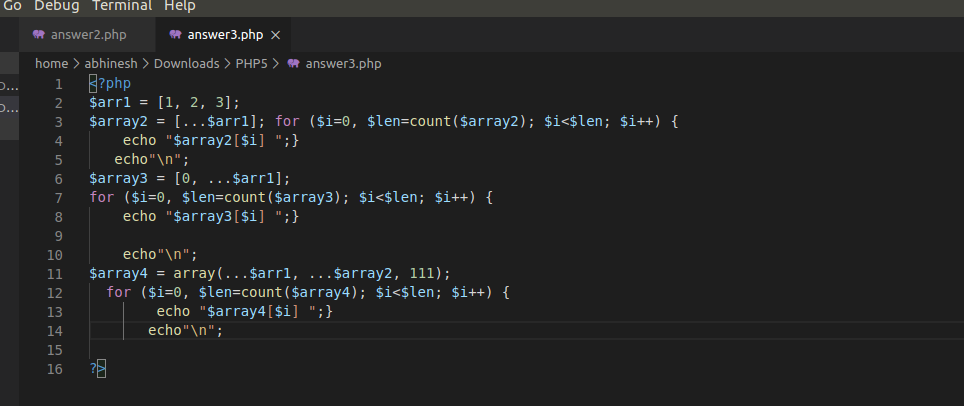 Go Debug Terminal Help
answer2.php answer3.php ×
home > abhinesh > Downloads > PHP5 > answer3.php
D...
D...
1 <?php
2 $arr1 = [1, 2, 3];
3 $array2 = [...$arr1]; for ($i=0, $len=count($array2); $i<$len; $i++) {
4 echo "$array2[$i] ";}
5 echo"\n";
6 $array3 = [0, ...$arr1];
7 for ($i=0, $len=count($array3); $i<$len; $i++) {
8 echo "$array3[$i] ";}
9
10 echo"\n";
11 $array4 = array(...$arr1, ...$array2, 111);
12 for ($i=0, $len=count($array4); $i<$len; $i++) {
13 echo "$array4[$i] ";}
14 echo"\n";
15
16 ?>